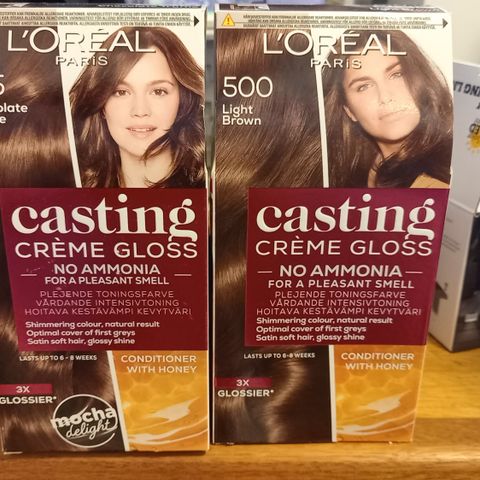 L'ORÉAL
PARIS
5
olate
e
casting
CRÈME GLOSS
NO AMMONIA
FOR A PLEASANT SMELL
PLEJENDE TONINGSFARVE
VÅRDANDE INTENSIVTONING
HOITAVA KESTÄVÄMPI KEVYTVÄRI
Shimmering colour, natural result
Optimal cover of first greys
Satin soft hair, glossy shine
LASTS UP TO 6 - 8 WEEKS
CONDITIONER
WITH HONEY
3X
GLOSSIER*
mocha
delight
L'ORÉAL
PARIS
500
Light
Brown
casting
CRÈME GLOSS
NO AMMONIA
FOR A PLEASANT SMELL
PLEJENDE TONINGSFARVE
VÅRDANDE INTENSIVTONING
HOITAVA KESTÄVÄMPI KEVYTVÄRI
Shimmering colour, natural result
Optimal cover of first greys
Satin soft hair, glossy shine
LASTS UP TO 6-8 WEEKS
CONDITIONER
WITH HONEY
3X
GLOSSIER*